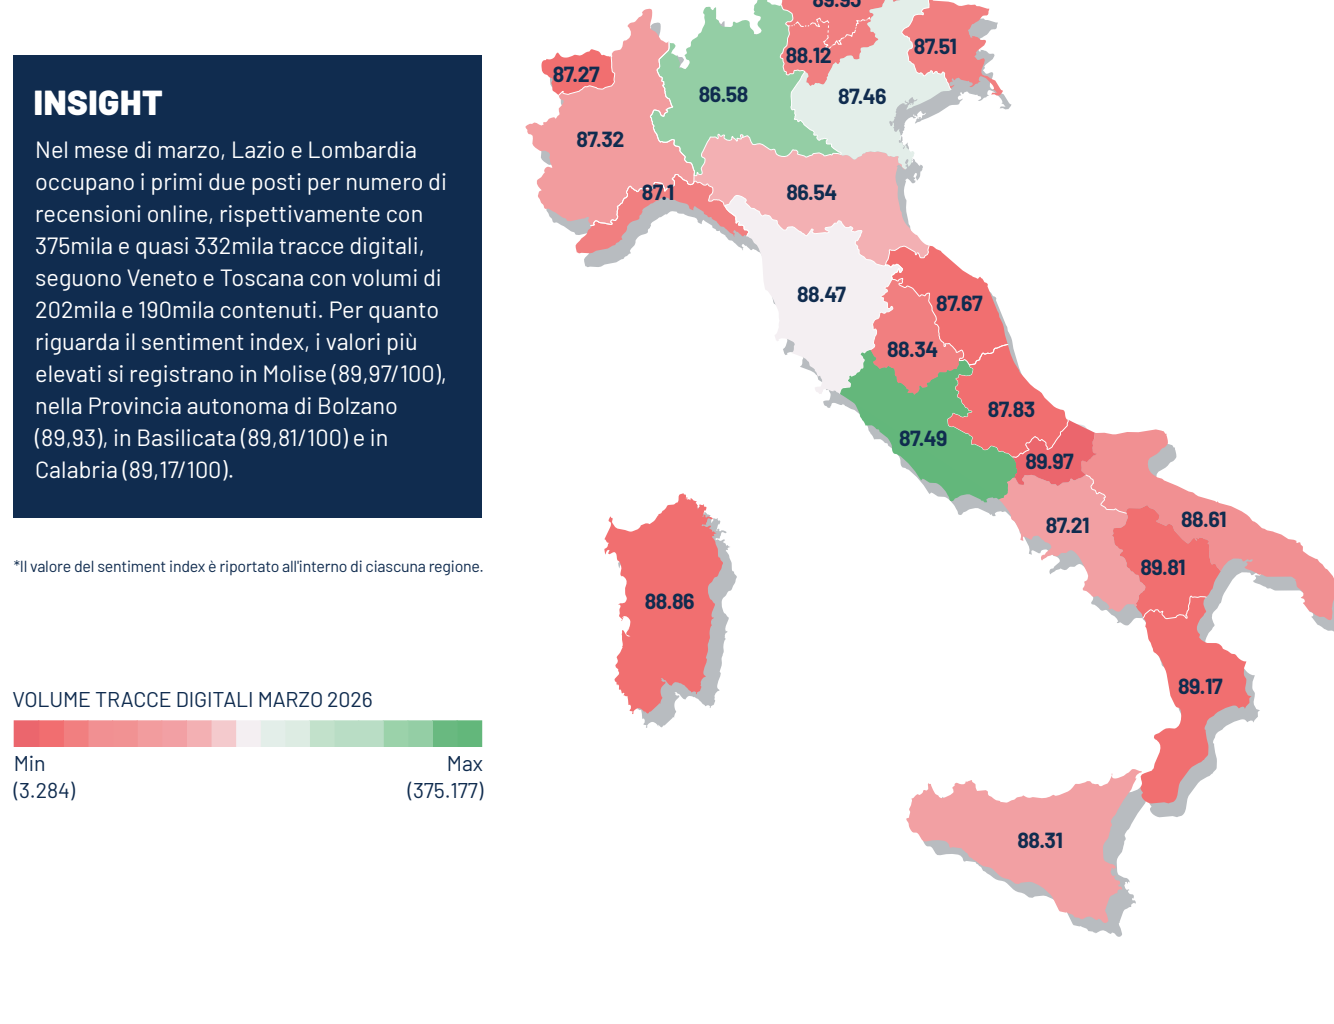 INSIGHT
Nel mese di marzo, Lazio e Lombardia
occupano i primi due posti per numero di
recensioni online, rispettivamente con
375mila e quasi 332mila tracce digitali,
seguono Veneto e Toscana con volumi di
202mila e 190mila contenuti. Per quanto
riguarda il sentiment index, i valori più
elevati si registrano in Molise (89,97/100),
nella Provincia autonoma di Bolzano
(89,93), in Basilicata (89,81/100) e in
Calabria (89,17/100).
*Il valore del sentiment index è riportato all'interno di ciascuna regione.
VOLUME TRACCE DIGITALI MARZO 2026
Min
(3.284)
Max
(375.177)
89.93
87.51
88.12
87.27
86.58
87.46
87.32
87.1
86.54
88.47
87.67
88.34
87.83
87.49
89.97
87.21
88.61
89.81
88.86
89.17
88.31